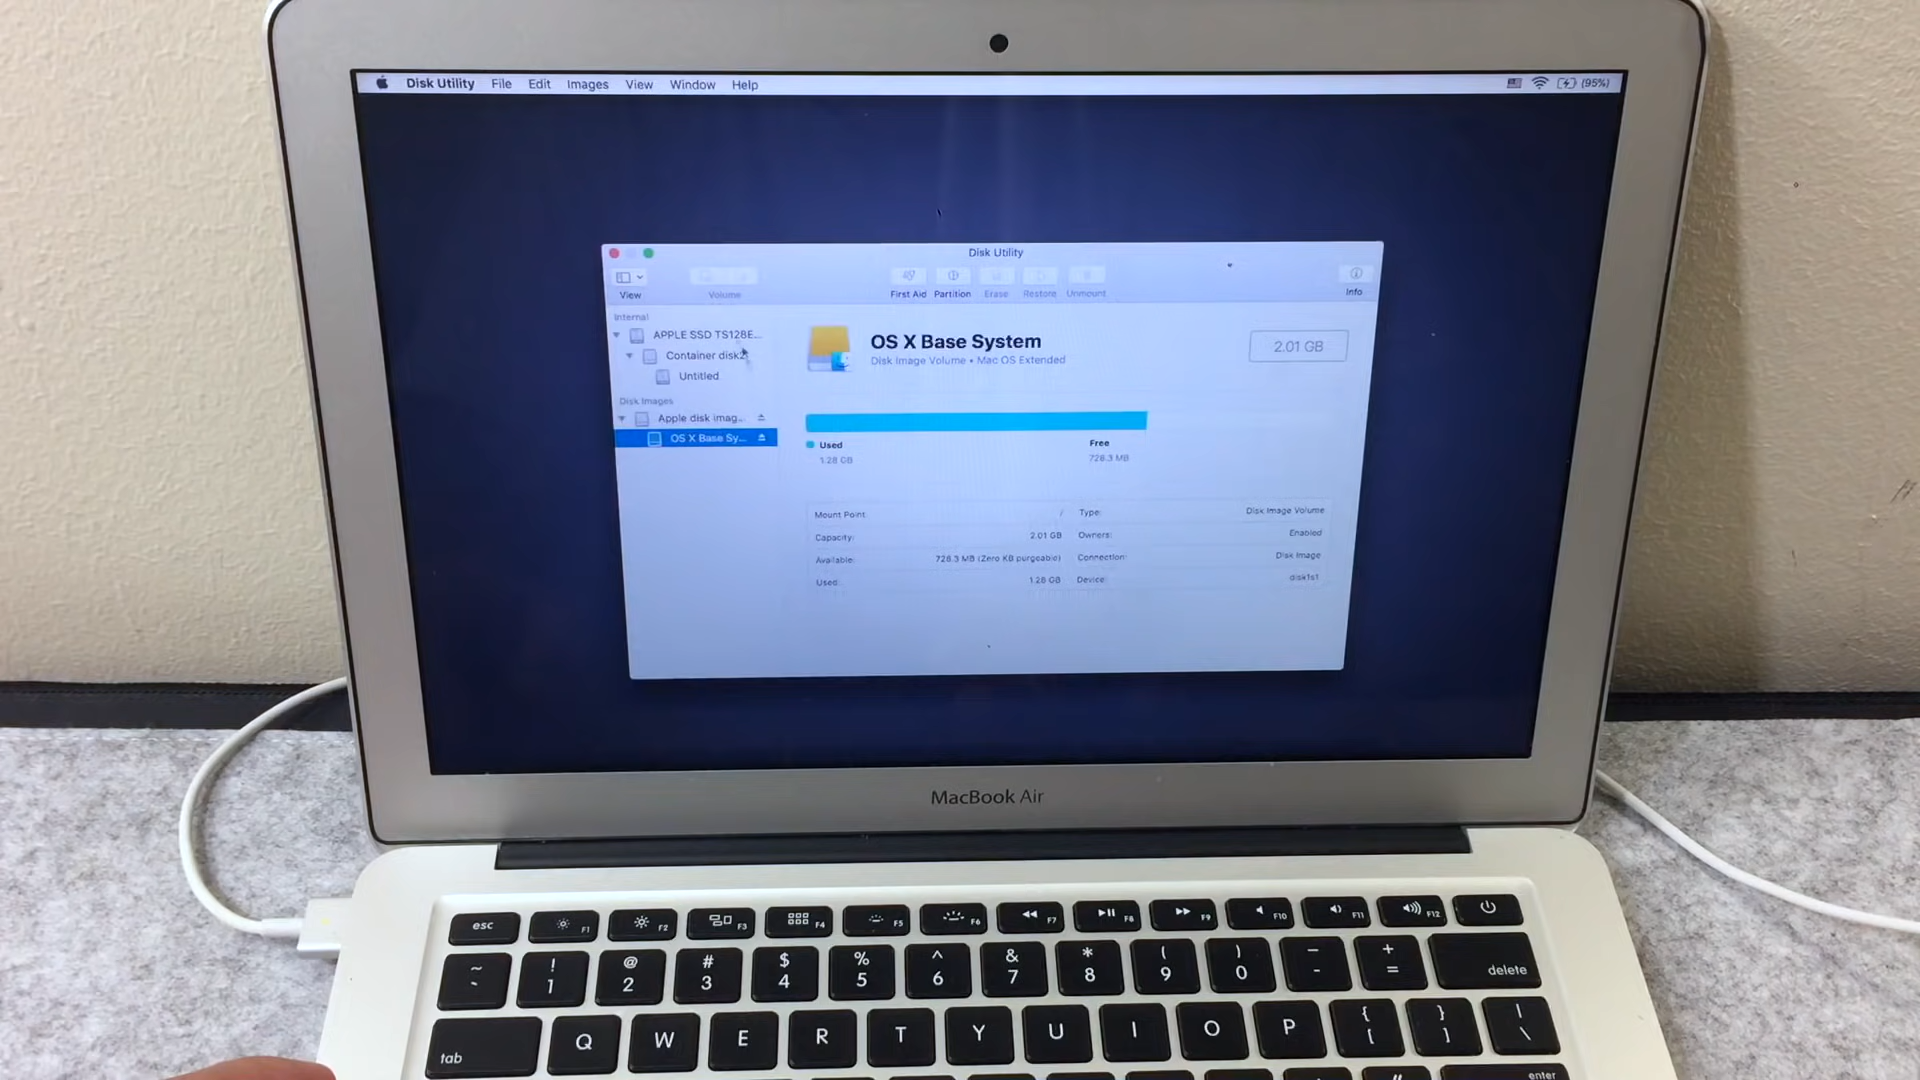 Disk Utility File Edit Images View Window Help (95%)
Disk Utility
View Volume First Aid Partition Erase Restore Unmount Info
Internal
APPLE SSD TS128E...
Container disk2
Untitled
Disk Images
Apple disk imag...
OS X Base Sy...
OS X Base System
Disk Image Volume • Mac OS Extended
2.01 GB
Used
1.28 GB
Free
728.3 MB
Mount Point: /
Capacity: 2.01 GB
Available: 728.3 MB (Zero KB purgeable)
Used: 1.28 GB
Type: Disk Image Volume
Owners: Enabled
Connection: Disk Image
Device: disk1s1
MacBook Air
esc F1 F2 F3 F4 F5 F6 F7 F8 F9 F10 F11 F12
~ ! @ # $ % ^ & * ( ) _ +
` 1 2 3 4 5 6 7 8 9 0 - = delete
tab Q W E R T Y U I O P { [ } ] | \
enter